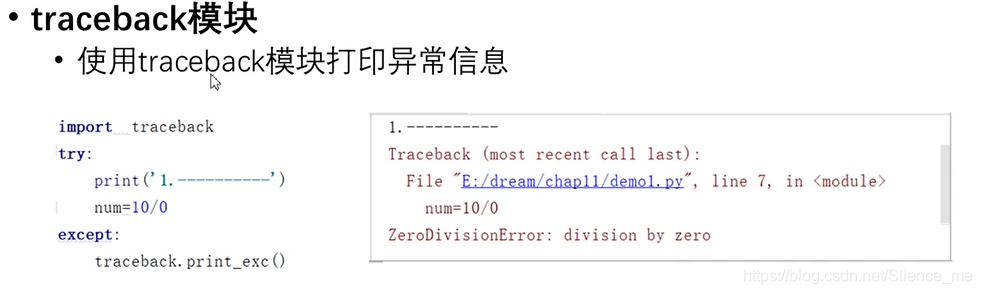 • traceback模块
• 使用traceback模块打印异常信息
import traceback
try:
    print('1.----------')
    num=10/0
except:
    traceback.print_exc()
1.----------
Traceback (most recent call last):
  File "E:/dream/chap11/demo1.py", line 7, in <module>
    num=10/0
ZeroDivisionError: division by zero
https://blog.csdn.net/Slience_me